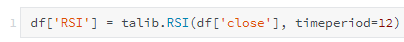 1 df['RSI'] = talib.RSI(df['close'], timeperiod=12)